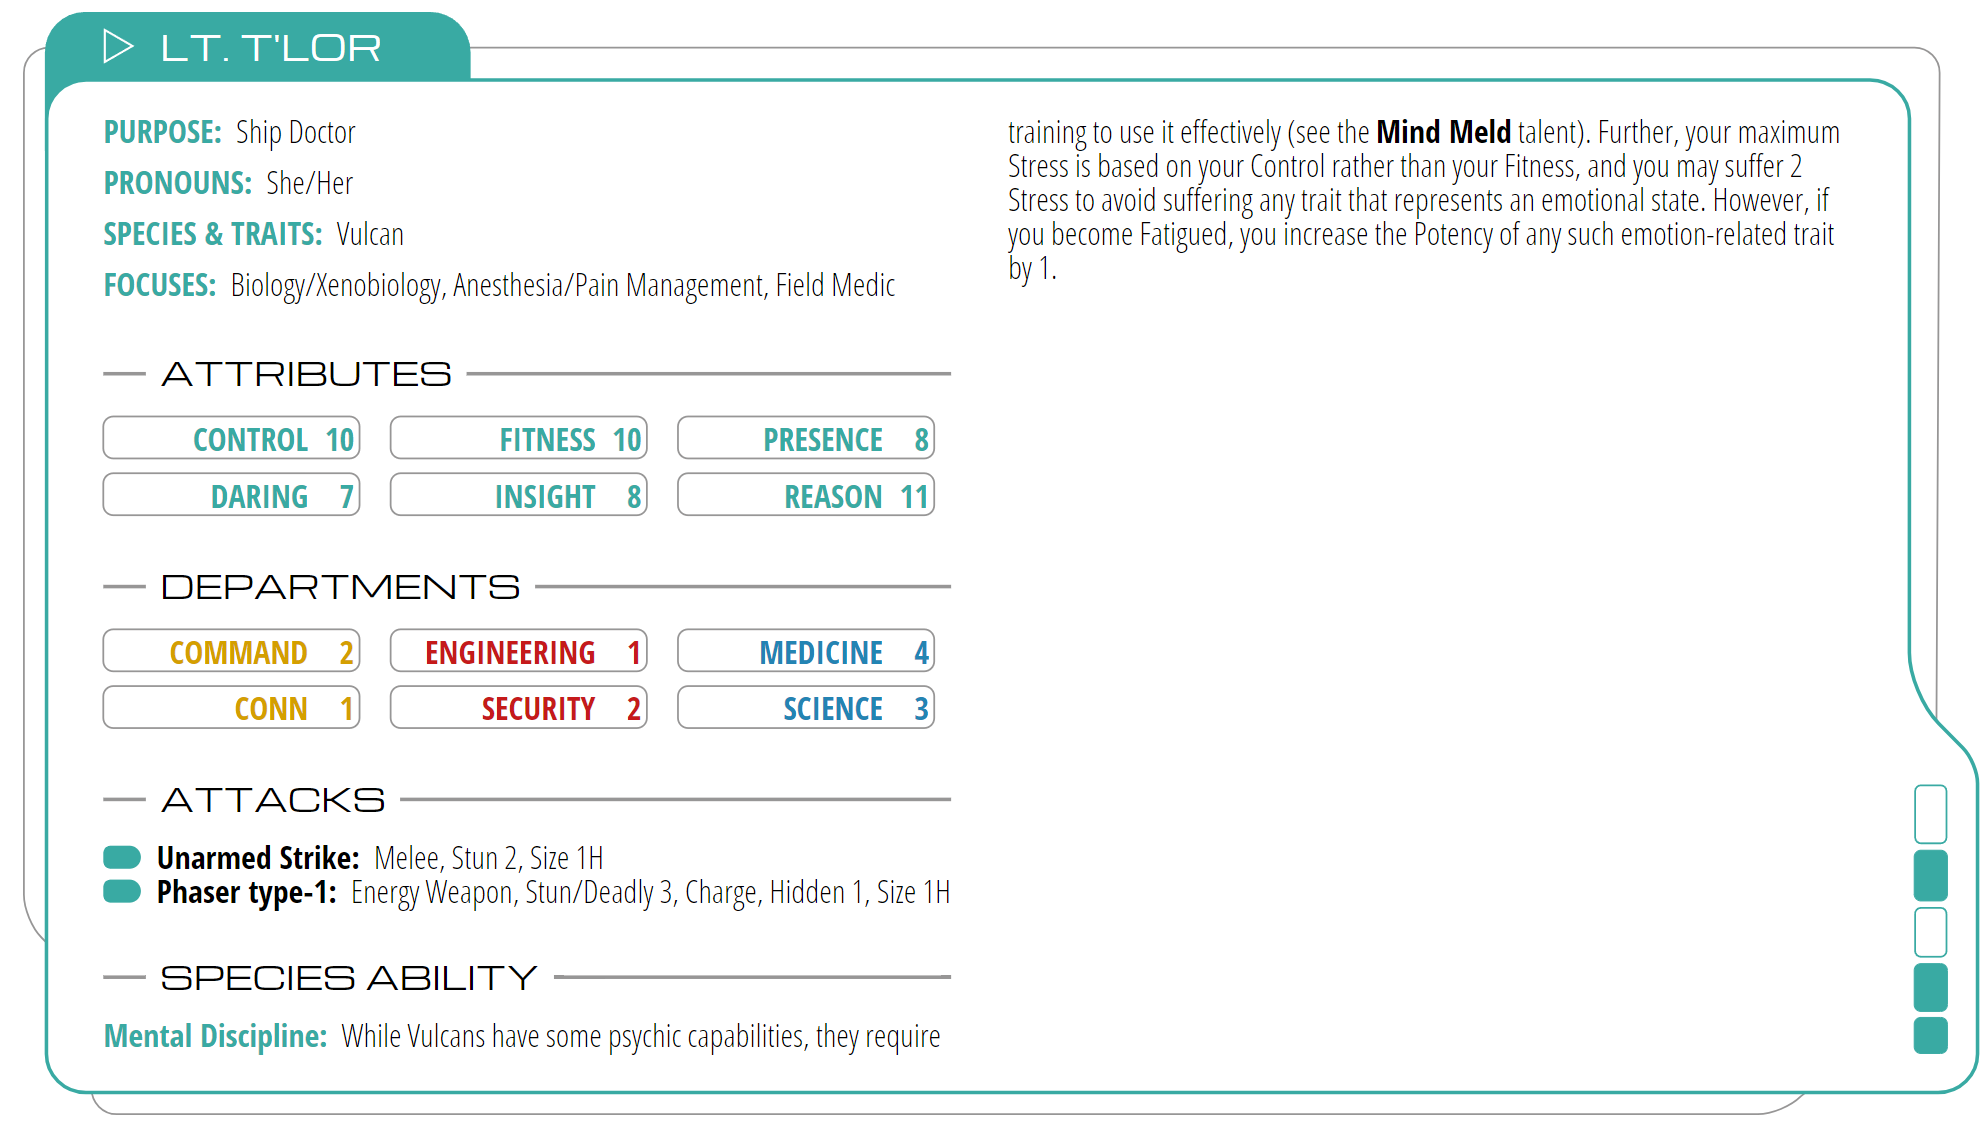 LT. T'LOR
PURPOSE: Ship Doctor
PRONOUNS: She/Her
SPECIES & TRAITS: Vulcan
FOCUSES: Biology/Xenobiology, Anesthesia/Pain Management, Field Medic
ATTRIBUTES
CONTROL 10 FITNESS 10 PRESENCE 8
DARING 7 INSIGHT 8 REASON 11
DEPARTMENTS
COMMAND 2 ENGINEERING 1 MEDICINE 4
CONN 1 SECURITY 2 SCIENCE 3
ATTACKS
Unarmed Strike: Melee, Stun 2, Size 1H
Phaser type-1: Energy Weapon, Stun/Deadly 3, Charge, Hidden 1, Size 1H
SPECIES ABILITY
Mental Discipline: While Vulcans have some psychic capabilities, they require
training to use it effectively (see the Mind Meld talent). Further, your maximum
Stress is based on your Control rather than your Fitness, and you may suffer 2
Stress to avoid suffering any trait that represents an emotional state. However, if
you become Fatigued, you increase the Potency of any such emotion-related trait
by 1.